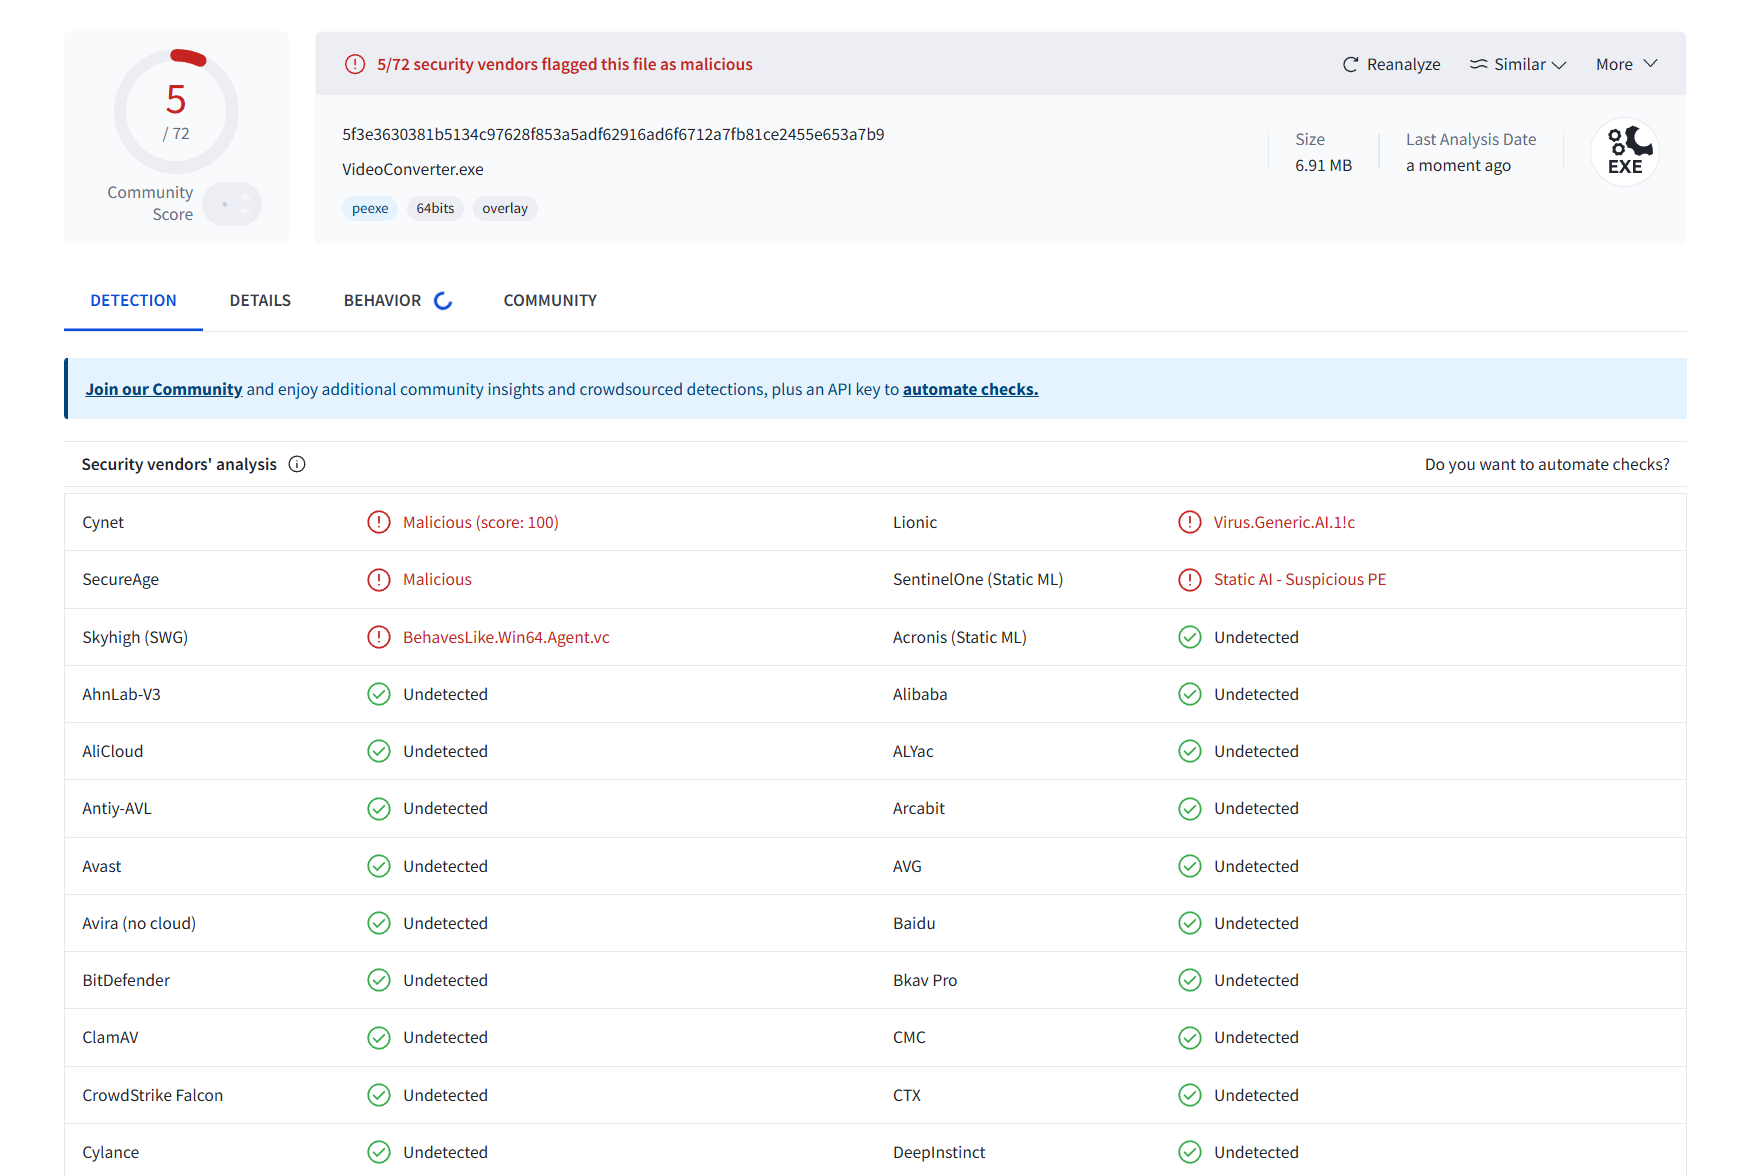 5
/ 72
Community
Score
5/72 security vendors flagged this file as malicious
Reanalyze
Similar
More
5f3e3630381b5134c97628f853a5adf62916ad6f6712a7fb81ce2455e653a7b9
VideoConverter.exe
peexe 64bits overlay
Size
6.91 MB
Last Analysis Date
a moment ago
EXE
DETECTION DETAILS BEHAVIOR COMMUNITY
Join our Community and enjoy additional community insights and crowdsourced detections, plus an API key to automate checks.
Security vendors' analysis
Do you want to automate checks?
Cynet Malicious (score: 100) Lionic Virus.Generic.AI.1!c
SecureAge Malicious SentinelOne (Static ML) Static AI - Suspicious PE
Skyhigh (SWG) BehavesLike.Win64.Agent.vc Acronis (Static ML) Undetected
AhnLab-V3 Undetected Alibaba Undetected
AliCloud Undetected ALYac Undetected
Antiy-AVL Undetected Arcabit Undetected
Avast Undetected AVG Undetected
Avira (no cloud) Undetected Baidu Undetected
BitDefender Undetected Bkav Pro Undetected
ClamAV Undetected CMC Undetected
CrowdStrike Falcon Undetected CTX Undetected
Cylance Undetected DeepInstinct Undetected